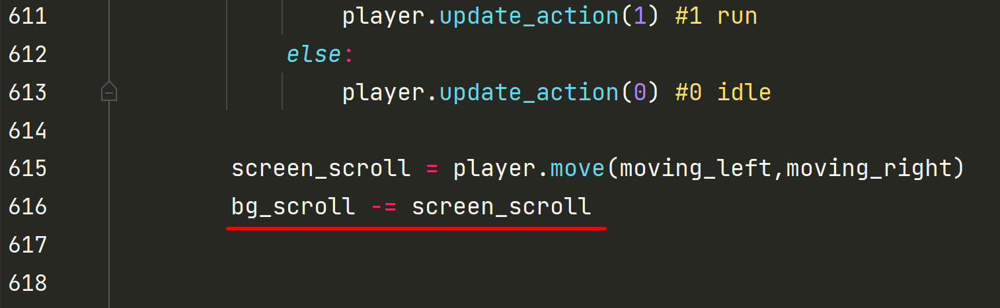 611 player.update_action(1) #1 run
612 else:
613 player.update_action(0) #0 idle
614
615 screen_scroll = player.move(moving_left,moving_right)
616 bg_scroll -= screen_scroll
617
618